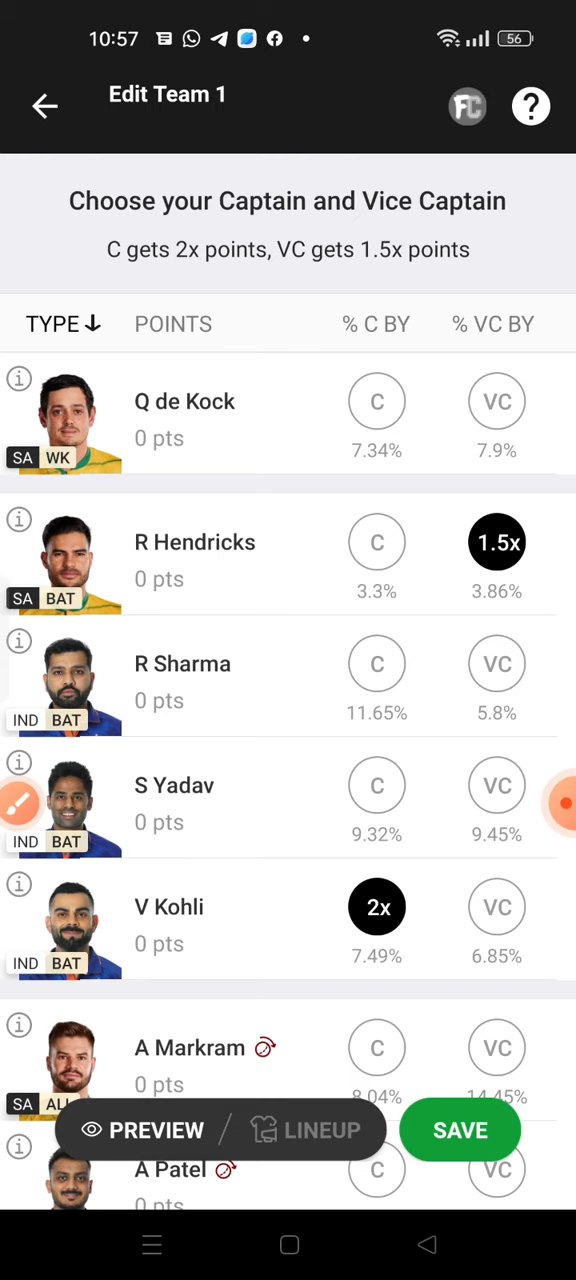 10:57
56
Edit Team 1
FC
?
Choose your Captain and Vice Captain
C gets 2x points, VC gets 1.5x points
TYPE POINTS % C BY % VC BY
Q de Kock
C VC
0 pts
7.34% 7.9%
SA WK
R Hendricks
C 1.5x
0 pts
3.3% 3.86%
SA BAT
R Sharma
C VC
0 pts
11.65% 5.8%
IND BAT
S Yadav
C VC
0 pts
9.32% 9.45%
IND BAT
V Kohli
2x VC
0 pts
7.49% 6.85%
IND BAT
A Markram
C VC
0 pts
8.04% 14.45%
SA ALL
PREVIEW / LINEUP SAVE
A Patel
C VC
0 pts